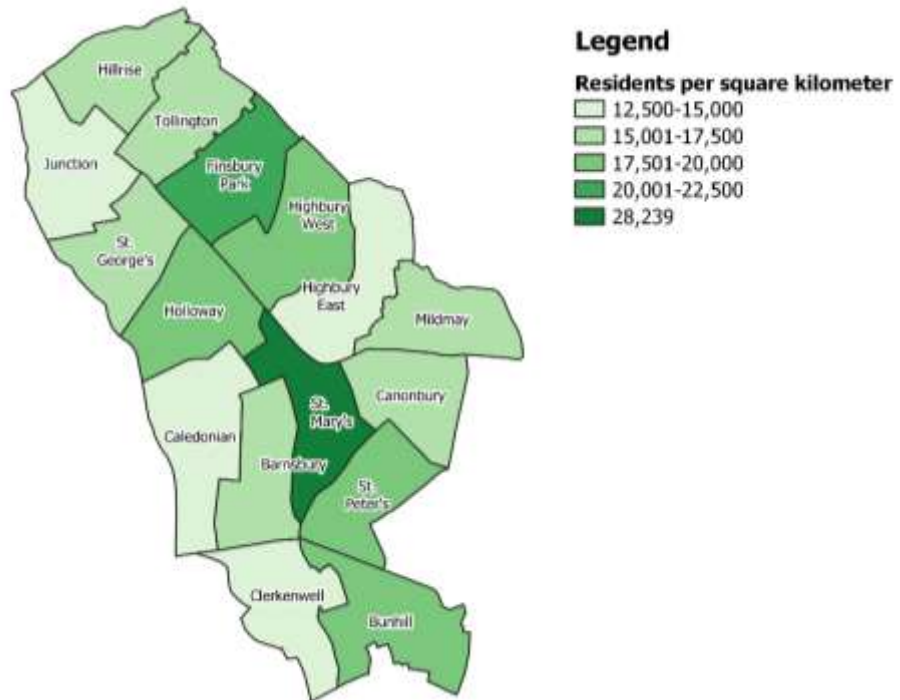 Legend
Residents per square kilometer
12,500-15,000
15,001-17,500
17,501-20,000
20,001-22,500
28,239
Hillrise
Tollington
Junction
Finsbury
Park
Highbury
West
St.
George's
Highbury
East
Holloway
Mildmay
Canonbury
St.
Mary's
Caledonian
Barnsbury
St.
Peter's
Clerkenwell
Bunhill